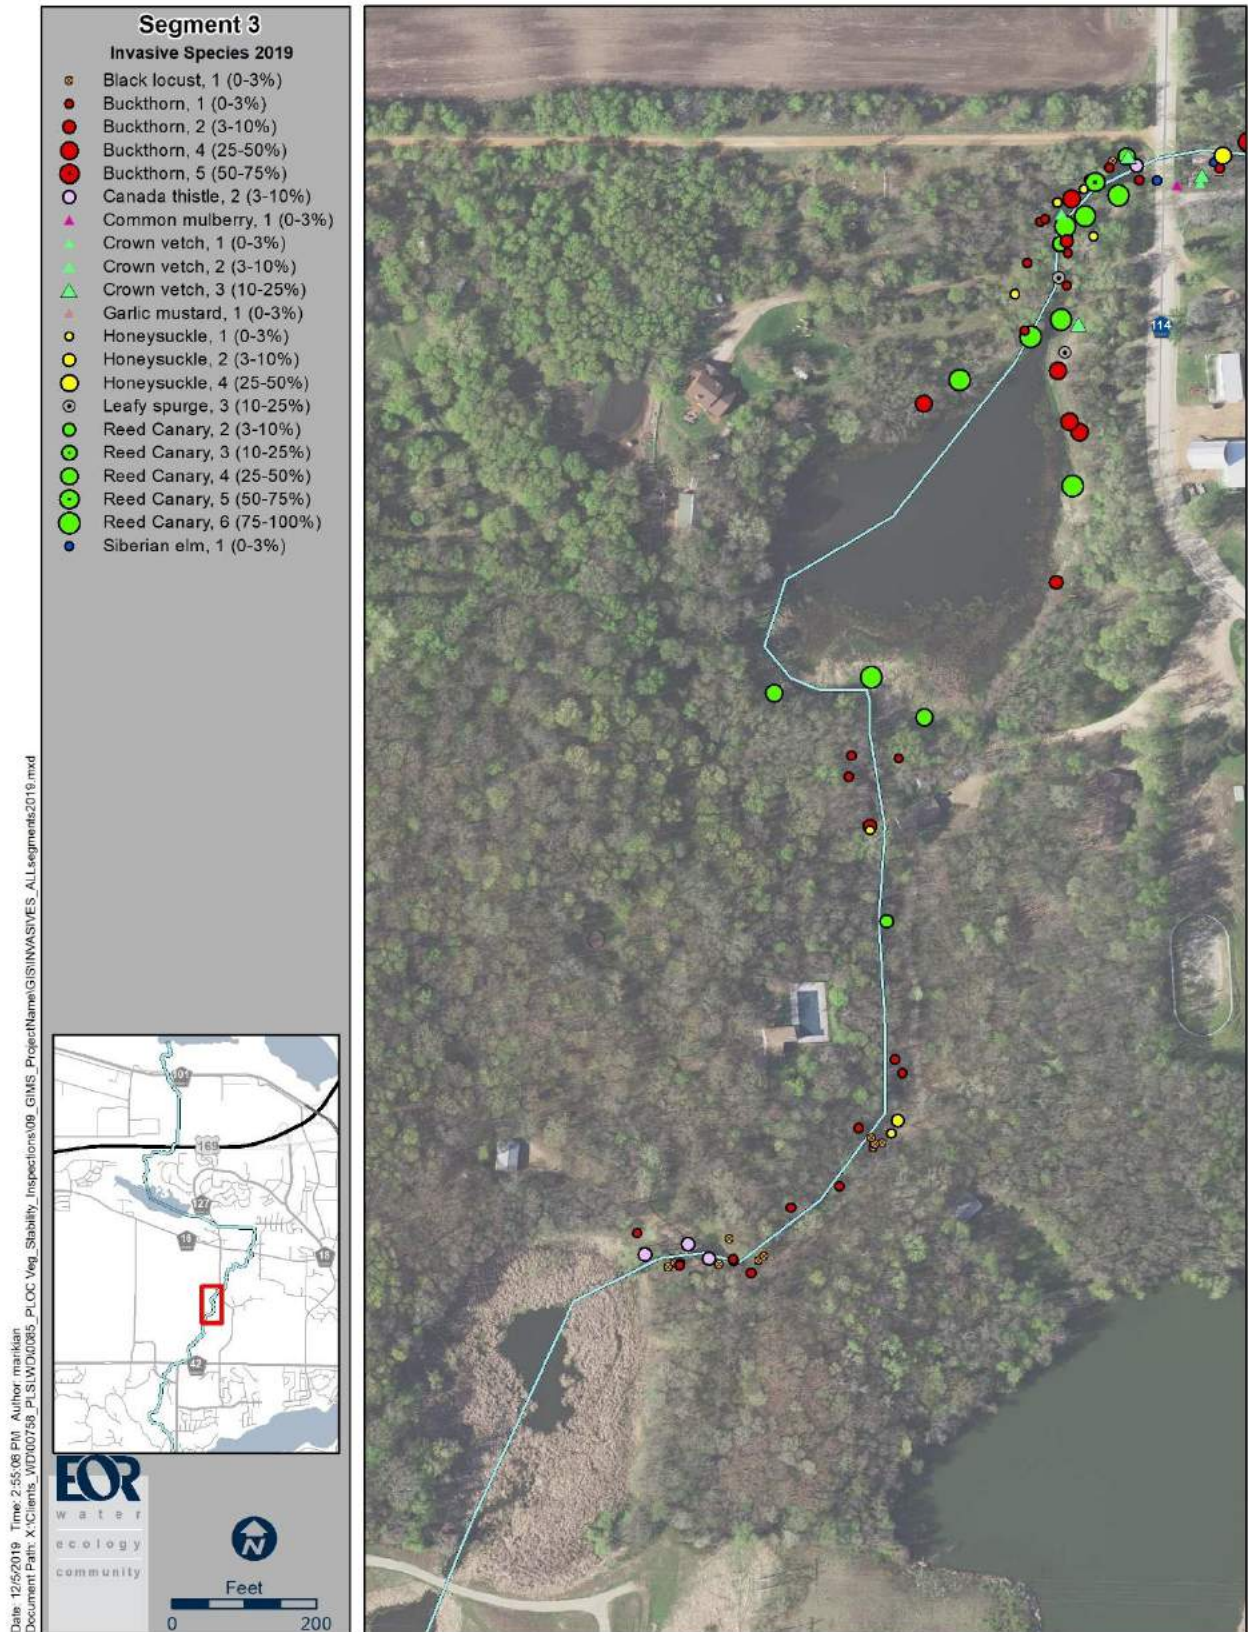 Segment 3
Invasive Species 2019
Black locust, 1 (0-3%)
Buckthorn, 1 (0-3%)
Buckthorn, 2 (3-10%)
Buckthorn, 4 (25-50%)
Buckthorn, 5 (50-75%)
Canada thistle, 2 (3-10%)
Common mulberry, 1 (0-3%)
Crown vetch, 1 (0-3%)
Crown vetch, 2 (3-10%)
Crown vetch, 3 (10-25%)
Garlic mustard, 1 (0-3%)
Honeysuckle, 1 (0-3%)
Honeysuckle, 2 (3-10%)
Honeysuckle, 4 (25-50%)
Leafy spurge, 3 (10-25%)
Reed Canary, 2 (3-10%)
Reed Canary, 3 (10-25%)
Reed Canary, 4 (25-50%)
Reed Canary, 5 (50-75%)
Reed Canary, 6 (75-100%)
Siberian elm, 1 (0-3%)
114
101
169
127
16
18
42
EOR
water
ecology
community
N
Feet
0 200
Date: 12/5/2019 Time: 2:55:08 PM Author: marikian
Document Path: X:\Clients_WD\00758_PLSLWD\0085_PLOC Veg_Stability_Inspections\09_GIMS_ProjectName\GIS\INVASIVES_ALLsegments2019.mxd